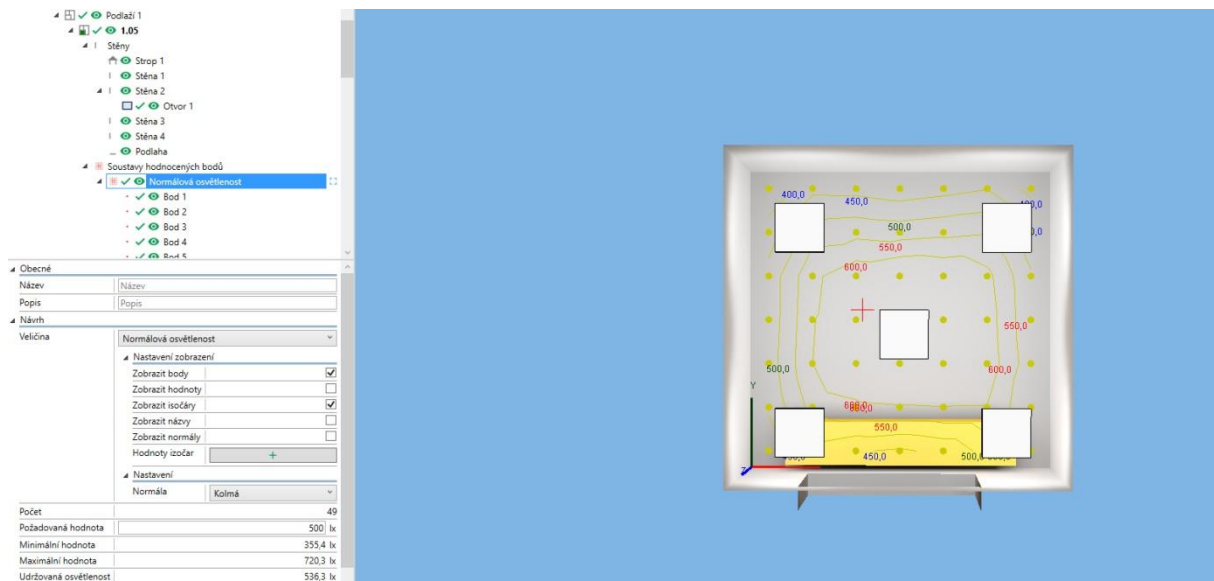 Podlaží 1
1.05
Stěny
Strop 1
Stěna 1
Stěna 2
Otvor 1
Stěna 3
Stěna 4
Podlaha
Soustavy hodnocených bodů
Normálová osvětlenost
Bod 1
Bod 2
Bod 3
Bod 4
Bod 5
Obecné
Název Název
Popis Popis
Návrh
Veličina Normálová osvětlenost
Nastavení zobrazení
Zobrazit body
Zobrazit hodnoty
Zobrazit isočáry
Zobrazit názvy
Zobrazit normály
Hodnoty izočar +
Nastavení
Normála Kolmá
Počet 49
Požadovaná hodnota 500 lx
Minimální hodnota 355,4 lx
Maximální hodnota 720,3 lx
Udržovaná osvětlenost 536,3 lx
400,0
450,0
500,0
550,0
600,0
550,0
500,0
600,0
Y
550,0
450,0
500,0
Z